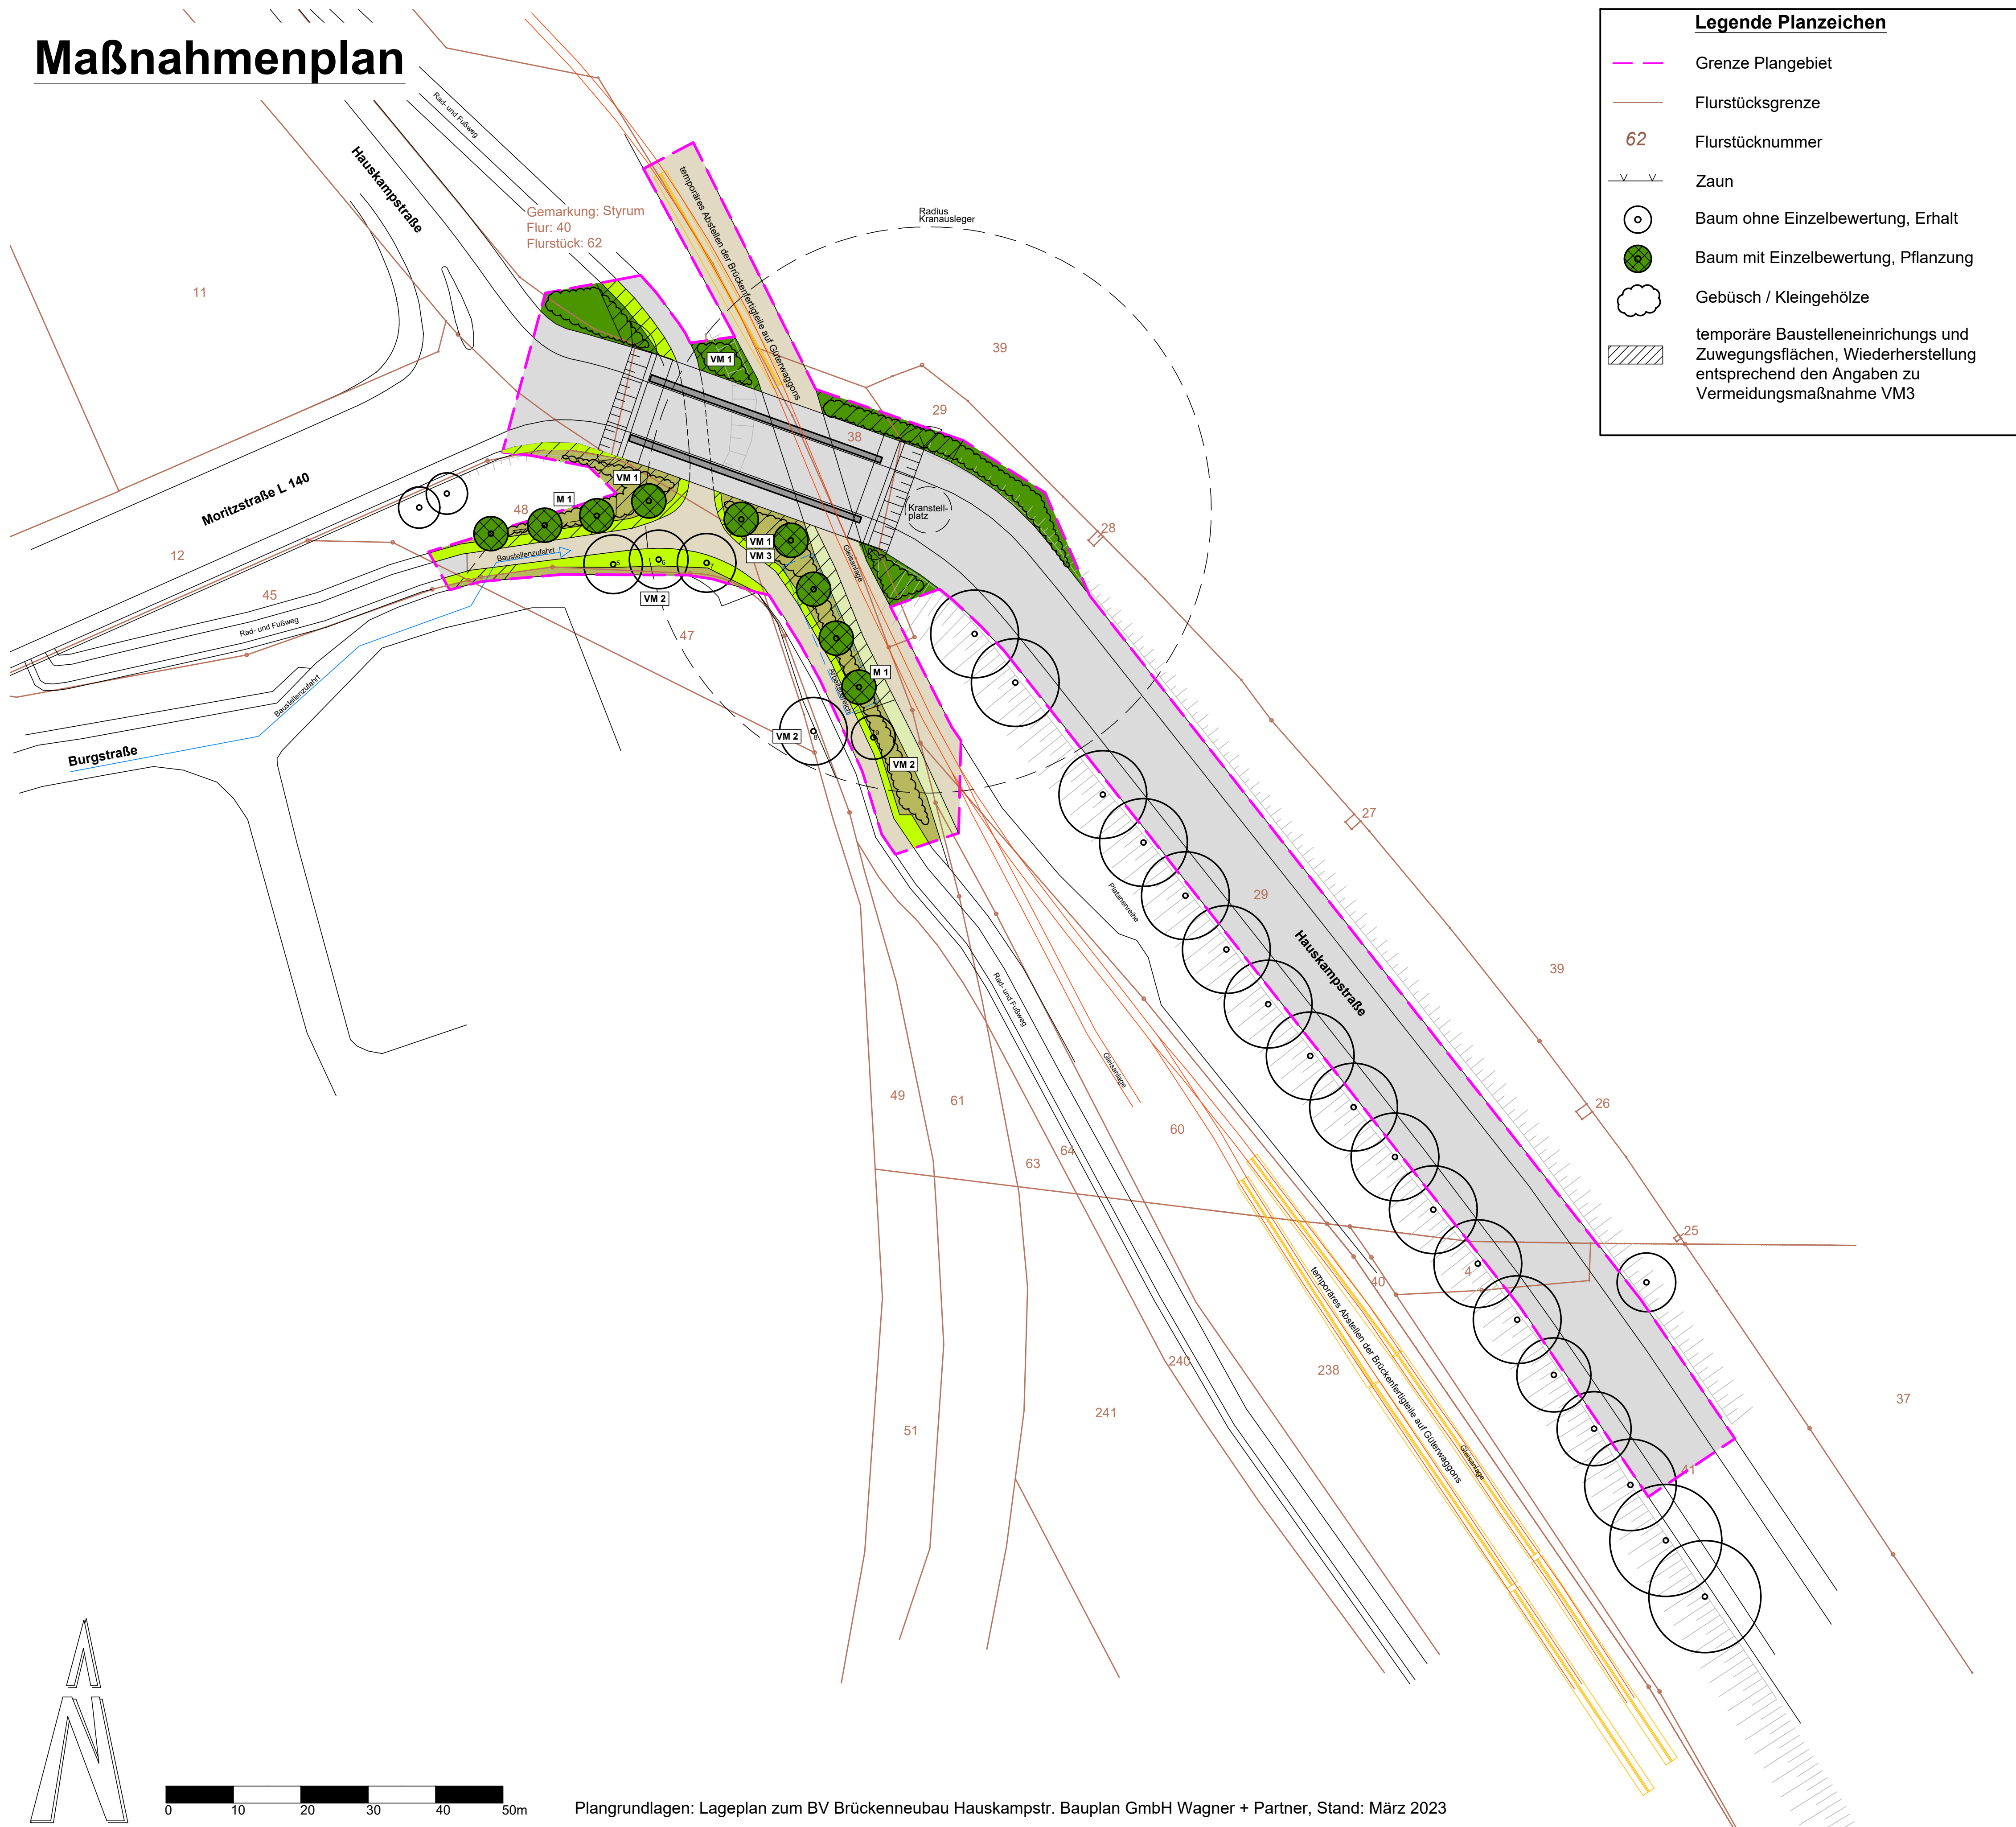 Maßnahmenplan
Legende Planzeichen
Grenze Plangebiet
Flurstücksgrenze
62
Flurstücknummer
Zaun
Baum ohne Einzelbewertung, Erhalt
Baum mit Einzelbewertung, Pflanzung
Gebüsch / Kleingehölze
temporäre Baustelleneinrichungs und
Zuwegungsflächen, Wiederherstellung
entsprechend den Angaben zu
Vermeidungsmaßnahme VM3
Rad- und Fußweg
Hauskampstraße
Gemarkung: Styrum
Flur: 40
Flurstück: 62
temporäres Abstellen der Brückenfertigteile auf Güterwaggons
Radius
Kranausleger
11
39
VM 1
29
38
VM 1
M 1
48
Moritzstraße L 140
Kranstell-
platz
28
12
Baustellenzufahrt
VM 1
VM 3
Gleisanlage
5
6
7
45
VM 2
Rad- und Fußweg
47
M 1
Arbeitsbereich
Baustellenzufahrt
VM 2
8
9
Burgstraße
VM 2
27
Platanenreihe
29
Hauskampstraße
39
Rad- und Fußweg
Gleisanlage
49
61
60
26
63
64
25
40
4
temporäres Abstellen der Brückenfertigteile auf Güterwaggons
240
238
37
241
51
Gleisanlage
41
0
10
20
30
40
50m
Plangrundlagen: Lageplan zum BV Brückenneubau Hauskampstr. Bauplan GmbH Wagner + Partner, Stand: März 2023